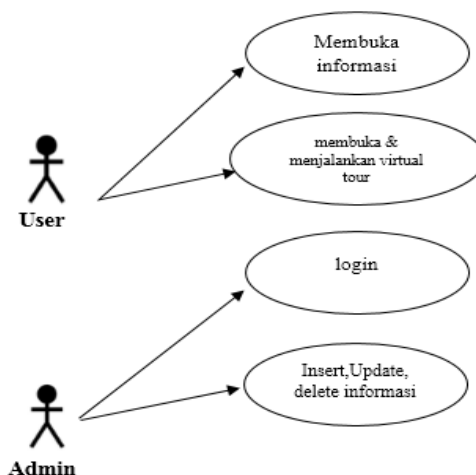 Membuka
informasi
membuka &
menjalankan virtual
tour
User
login
Insert,Update,
delete informasi
Admin